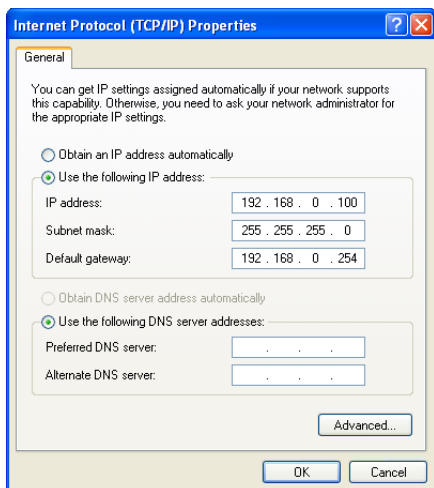 Internet Protocol (TCP/IP) Properties
General
You can get IP settings assigned automatically if your network supports
this capability. Otherwise, you need to ask your network administrator for
the appropriate IP settings.
Obtain an IP address automatically
Use the following IP address:
IP address: 192 . 168 . 0 . 100
Subnet mask: 255 . 255 . 255 . 0
Default gateway: 192 . 168 . 0 . 254
Obtain DNS server address automatically
Use the following DNS server addresses:
Preferred DNS server: . . .
Alternate DNS server: . . .
Advanced...
OK Cancel